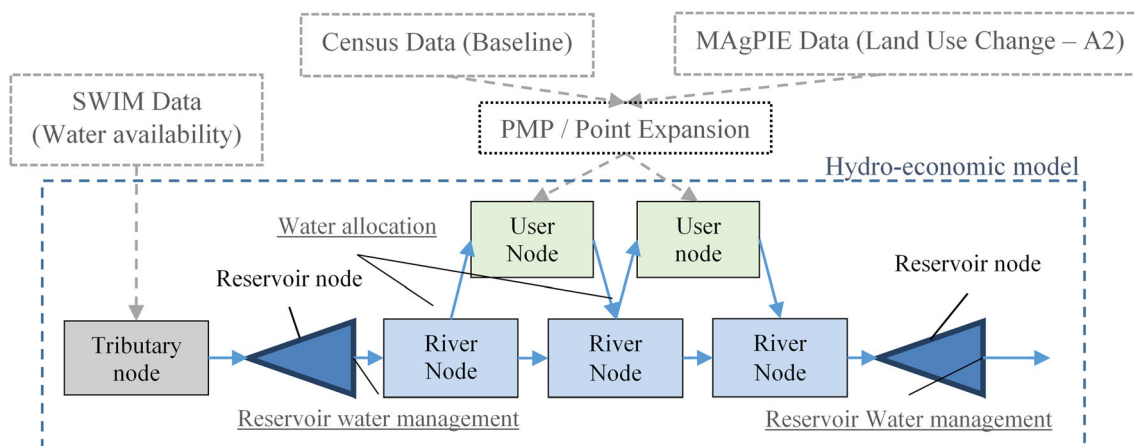 Census Data (Baseline)
MAgPIE Data (Land Use Change – A2)
SWIM Data
(Water availability)
PMP / Point Expansion
Hydro-economic model
Water allocation
User
Node
User
node
Reservoir node
Reservoir node
Tributary
node
River
Node
River
Node
River
Node
Reservoir water management
Reservoir Water management